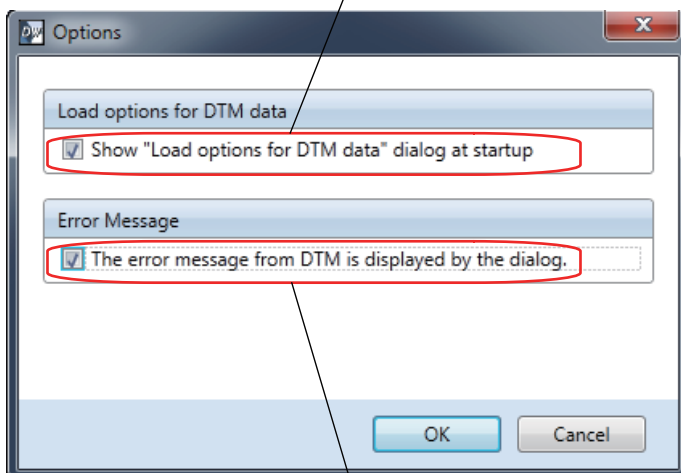 DW Options
Load options for DTM data
Show "Load options for DTM data" dialog at startup
Error Message
The error message from DTM is displayed by the dialog.
OK Cancel